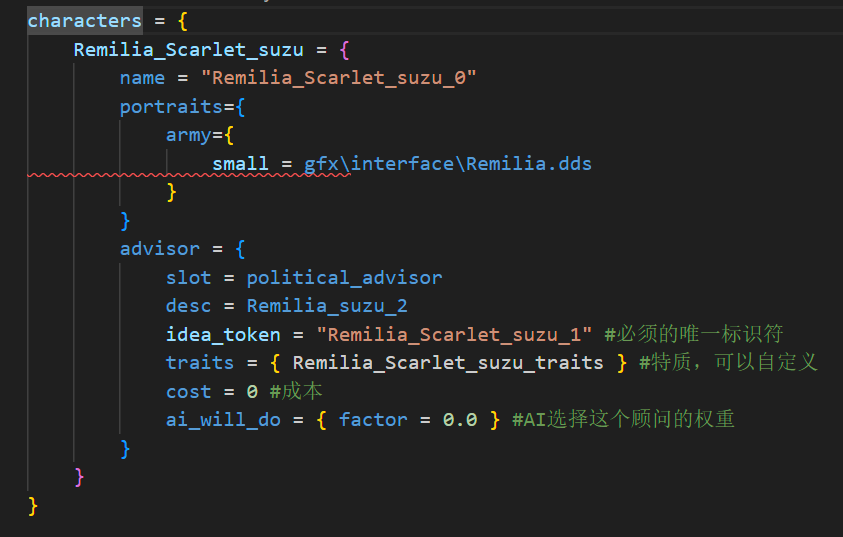 characters = {
    Remilia_Scarlet_suzu = {
        name = "Remilia_Scarlet_suzu_0"
        portraits={
            army={
                small = gfx\interface\Remilia.dds
            }
        }
        advisor = {
            slot = political_advisor
            desc = Remilia_suzu_2
            idea_token = "Remilia_Scarlet_suzu_1" #必须的唯一标识符
            traits = { Remilia_Scarlet_suzu_traits } #特质，可以自定义
            cost = 0 #成本
            ai_will_do = { factor = 0.0 } #AI选择这个顾问的权重
        }
    }
}